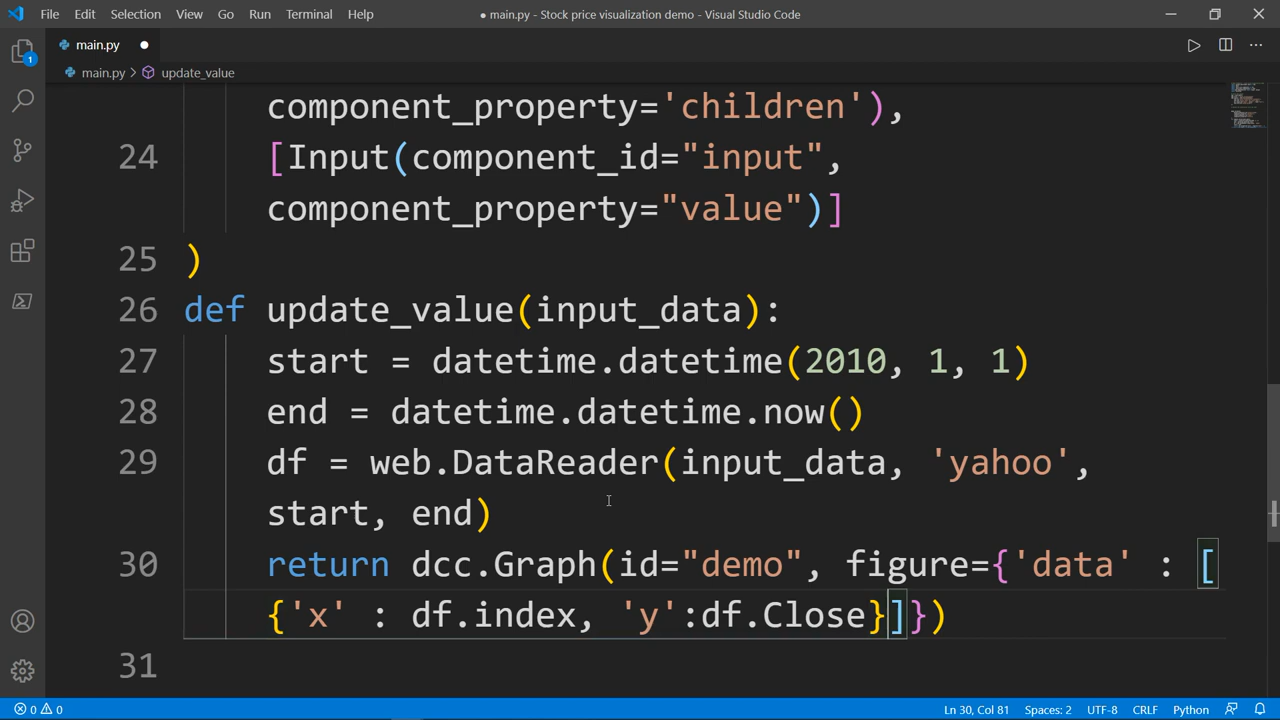 File Edit Selection View Go Run Terminal Help ● main.py - Stock price visualization demo - Visual Studio Code
main.py ●
main.py > update_value
1
component_property='children'),
24 [Input(component_id="input",
component_property="value")]
25 )
26 def update_value(input_data):
27 start = datetime.datetime(2010, 1, 1)
28 end = datetime.datetime.now()
29 df = web.DataReader(input_data, 'yahoo',
start, end)
30 return dcc.Graph(id="demo", figure={'data' : [
{'x' : df.index, 'y':df.Close}]})
31
0 0 Ln 30, Col 81 Spaces: 2 UTF-8 CRLF Python